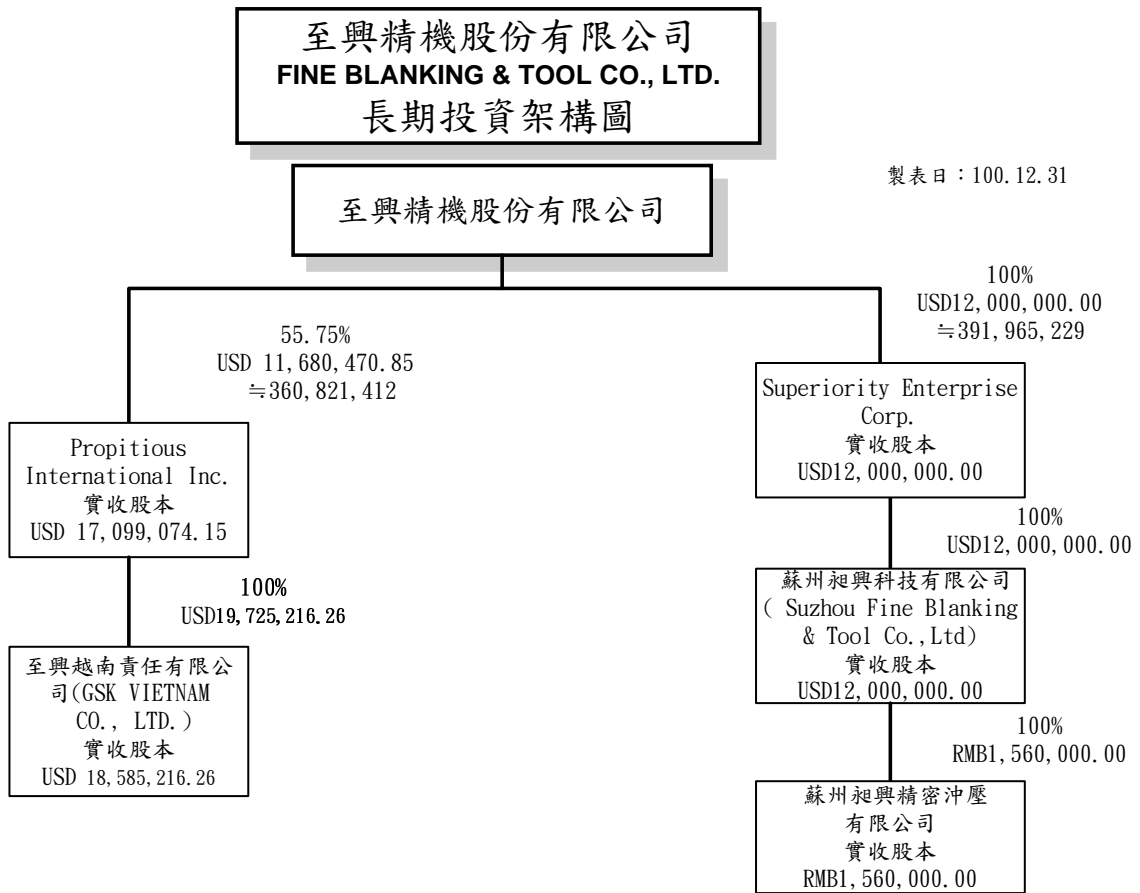 至興精機股份有限公司
FINE BLANKING & TOOL CO., LTD.
長期投資架構圖
製表日：100.12.31
至興精機股份有限公司
55.75%
USD 11,680,470.85
≒360,821,412
100%
USD12,000,000.00
≒391,965,229
Propitious
International Inc.
實收股本
USD 17,099,074.15
Superiority Enterprise
Corp.
實收股本
USD12,000,000.00
100%
USD19,725,216.26
100%
USD12,000,000.00
至興越南責任有限公
司(GSK VIETNAM
CO., LTD.)
實收股本
USD 18,585,216.26
蘇州昶興科技有限公司
( Suzhou Fine Blanking
& Tool Co.,Ltd)
實收股本
USD12,000,000.00
100%
RMB1,560,000.00
蘇州昶興精密沖壓
有限公司
實收股本
RMB1,560,000.00